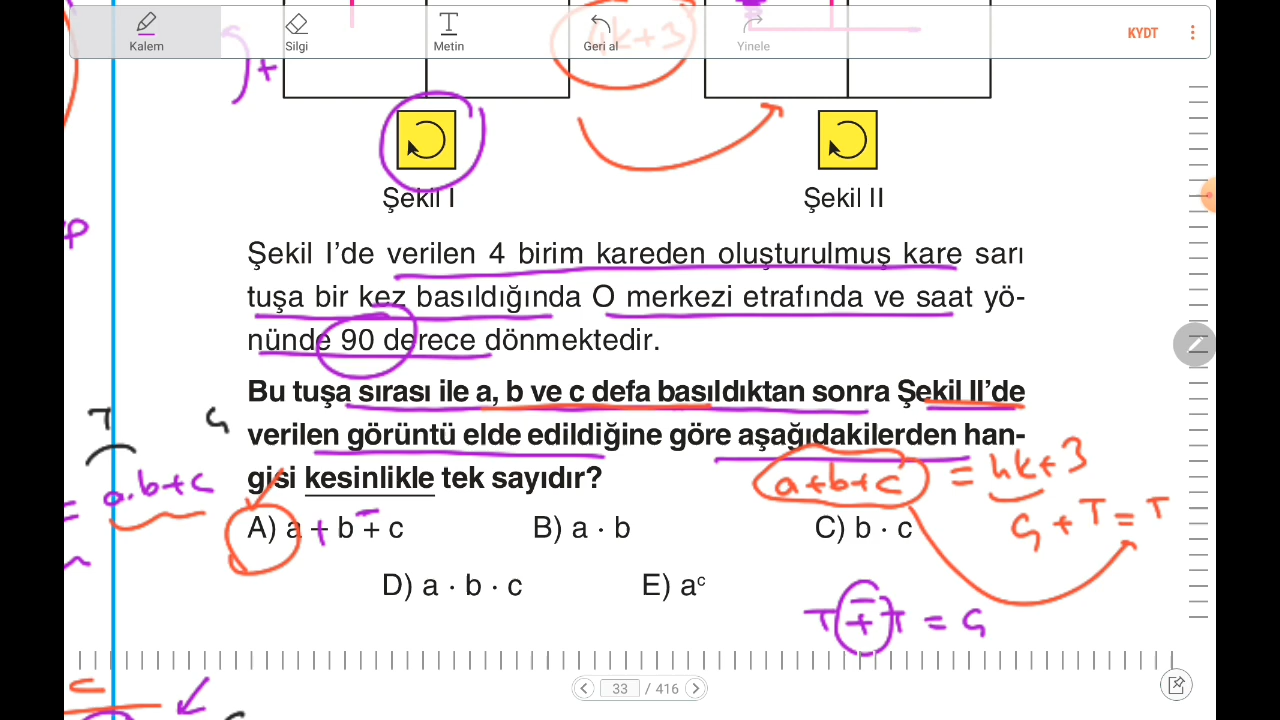 Kalem Silgi Metin Geri al Yinele KYDT
4k+3
+
Şekil I Şekil II
Şekil I’de verilen 4 birim kareden oluşturulmuş kare sarı
tuşa bir kez basıldığında O merkezi etrafında ve saat yö-
nünde 90 derece dönmektedir.
Bu tuşa sırası ile a, b ve c defa basıldıktan sonra Şekil II’de
verilen görüntü elde edildiğine göre aşağıdakilerden han-
gisi kesinlikle tek sayıdır?
T Ç
= a.b+c
a+b+c = 4k+3
Ç+T=T
A) a + b + c B) a · b C) b · c
D) a · b · c E) aᶜ
T∓T = Ç
33 / 416
c